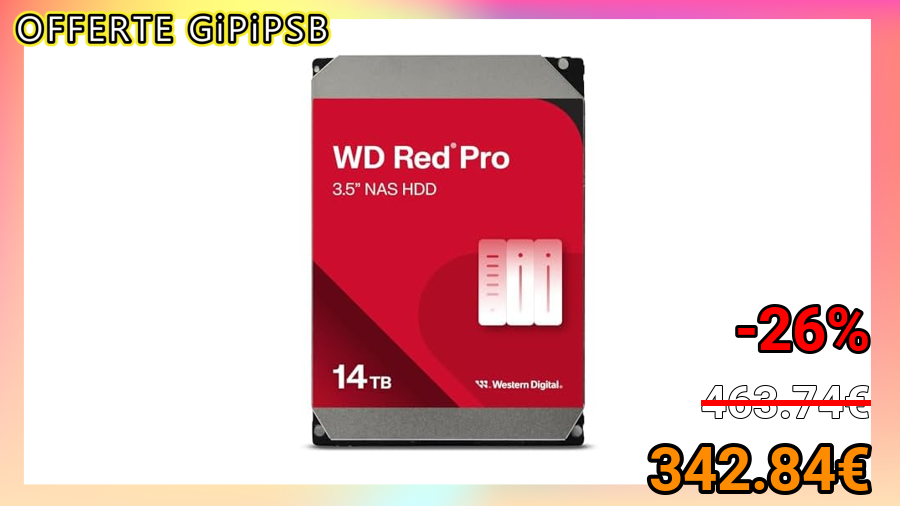 OFFERTE GiPiPSB
WD Red® Pro
3.5” NAS HDD
14 TB
Western Digital®
-26%
463.74€
342.84€